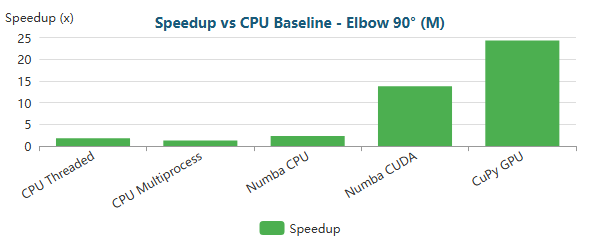 Speedup (x)
Speedup vs CPU Baseline - Elbow 90° (M)
25
20
15
10
5
0
CPU Threaded
CPU Multiprocess
Numba CPU
Numba CUDA
CuPy GPU
Speedup